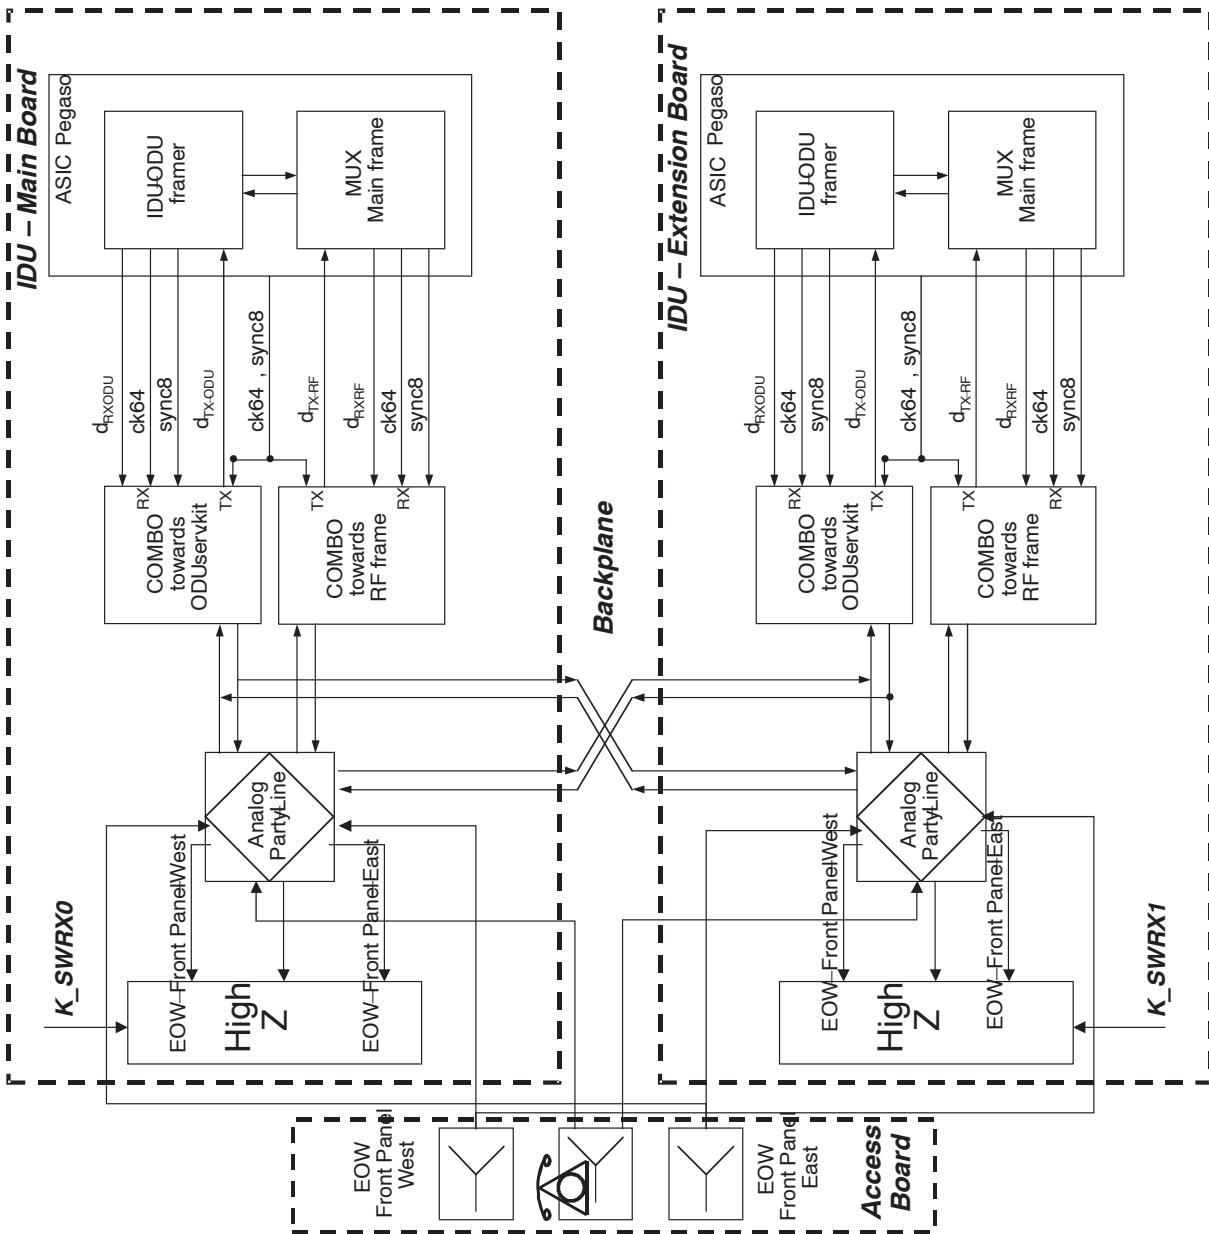 IDU – Main Board
ASIC Pegaso
IDU-ODU
framer
MUX
Main frame
dRXODU
ck64
sync8
dTX-ODU
ck64 , sync8
dTX-RF
dRXRF
ck64
sync8
RX
TX
COMBO
towards
ODUservkit
TX
RX
COMBO
towards
RF frame
Analog
PartyLine
EOW–Front Panel-West
EOW–Front Panel-East
High
Z
K_SWRX0
Backplane
IDU – Extension Board
ASIC Pegaso
IDU-ODU
framer
MUX
Main frame
dRXODU
ck64
sync8
dTX-ODU
ck64 , sync8
dTX-RF
dRXRF
ck64
sync8
RX
TX
COMBO
towards
ODUservkit
TX
RX
COMBO
towards
RF frame
Analog
PartyLine
EOW–Front Panel-West
EOW–Front Panel-East
High
Z
K_SWRX1
EOW
Front Panel
West
EOW
Front Panel
East
Access
Board